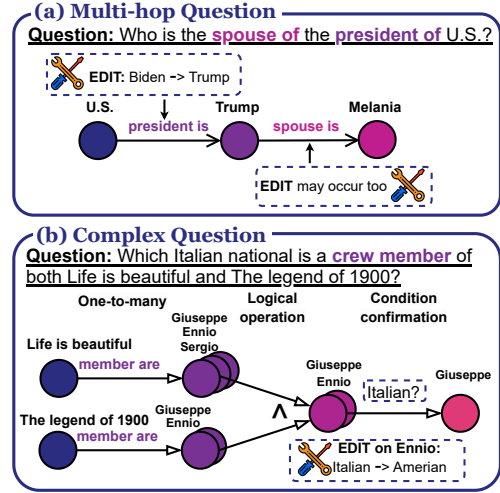 (a) Multi-hop Question
Question: Who is the spouse of the president of U.S.?
EDIT: Biden -> Trump
U.S.
Trump
Melania
president is
spouse is
EDIT may occur too
(b) Complex Question
Question: Which Italian national is a crew member of
both Life is beautiful and The legend of 1900?
One-to-many
Logical
operation
Condition
confirmation
Life is beautiful
member are
Giuseppe
Ennio
Sergio
The legend of 1900
member are
Giuseppe
Ennio
∧
Giuseppe
Ennio
Italian?
Giuseppe
EDIT on Ennio:
Italian -> Amerian